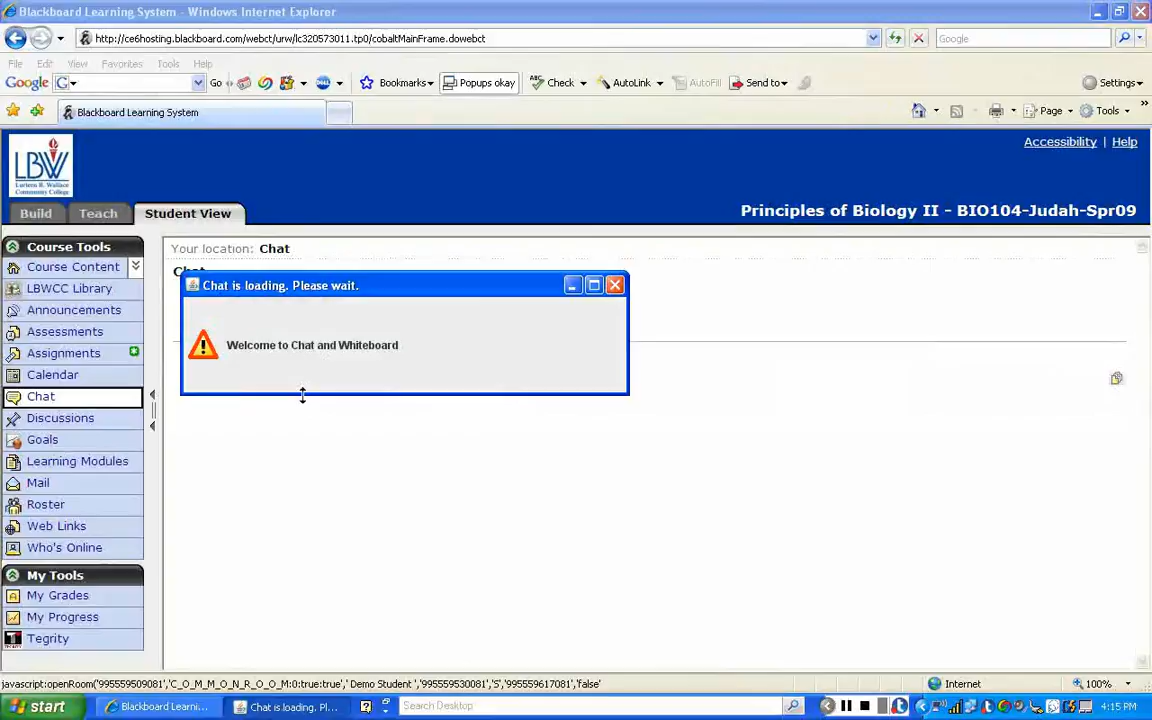 Blackboard Learning System - Windows Internet Explorer
http://ce6hosting.blackboard.com/webct/urw/lc320573011.tp0/cobaltMainFrame.dowebct
Google
File Edit View Favorites Tools Help
Google G Go Bookmarks Popups okay Check AutoLink AutoFill Send to Settings
Blackboard Learning System
Page Tools
LBW
Lurleen B. Wallace
Community College
Accessibility | Help
Build Teach Student View
Principles of Biology II - BIO104-Judah-Spr09
Course Tools
Your location: Chat
Course Content
LBWCC Library
Chat is loading. Please wait.
Announcements
Assessments
Welcome to Chat and Whiteboard
Assignments
Calendar
Chat
Discussions
Goals
Learning Modules
Mail
Roster
Web Links
Who's Online
My Tools
My Grades
My Progress
Tegrity
javascript:openRoom('995559509081','C_O_M_M_O_N_R_O_O_M:0:true:true',' Demo Student ','995559530081','S','995559617081','false'
Internet 100%
start Blackboard Learni... Chat is loading. Pl... Search Desktop 4:15 PM